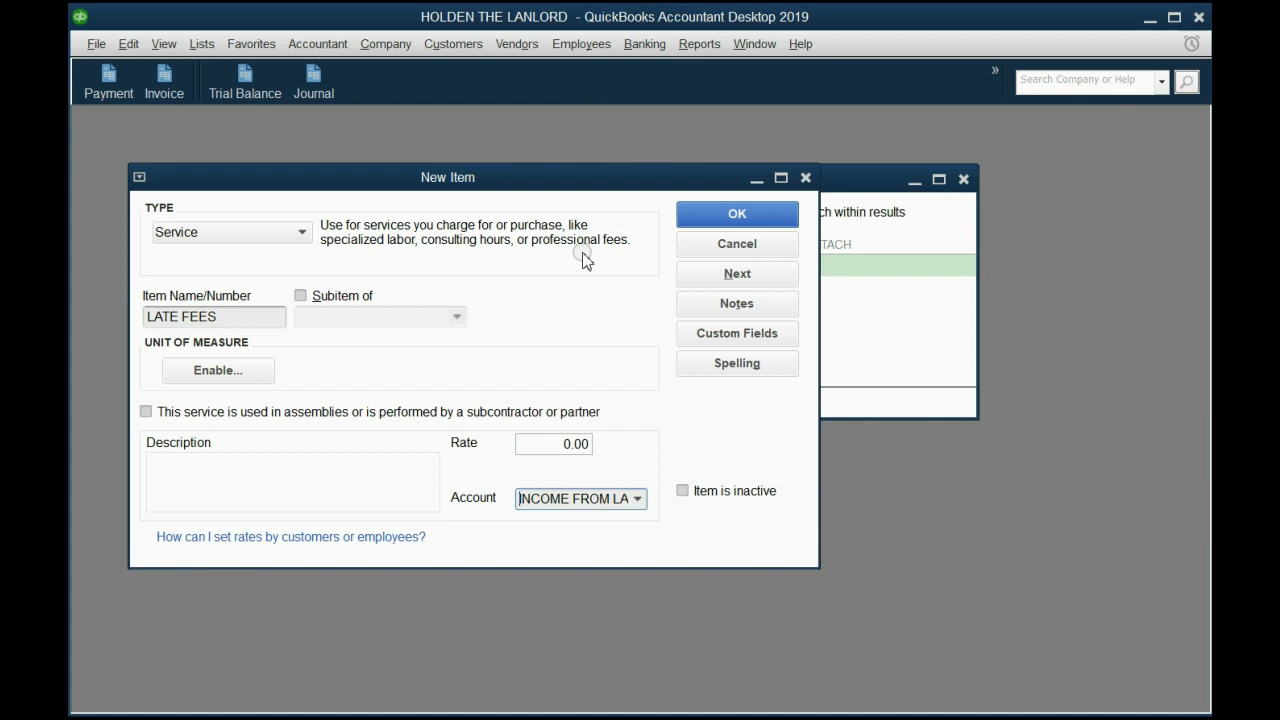 qb
HOLDEN THE LANLORD - QuickBooks Accountant Desktop 2019
File Edit View Lists Favorites Accountant Company Customers Vendors Employees Banking Reports Window Help
Payment Invoice Trial Balance Journal
» Search Company or Help
New Item
TYPE
Service
Use for services you charge for or purchase, like
specialized labor, consulting hours, or professional fees.
Item Name/Number
Subitem of
LATE FEES
UNIT OF MEASURE
Enable...
This service is used in assemblies or is performed by a subcontractor or partner
Description
Rate
0.00
Account
INCOME FROM LA
How can I set rates by customers or employees?
OK
Cancel
Next
Notes
Custom Fields
Spelling
Item is inactive
ch within results
TACH